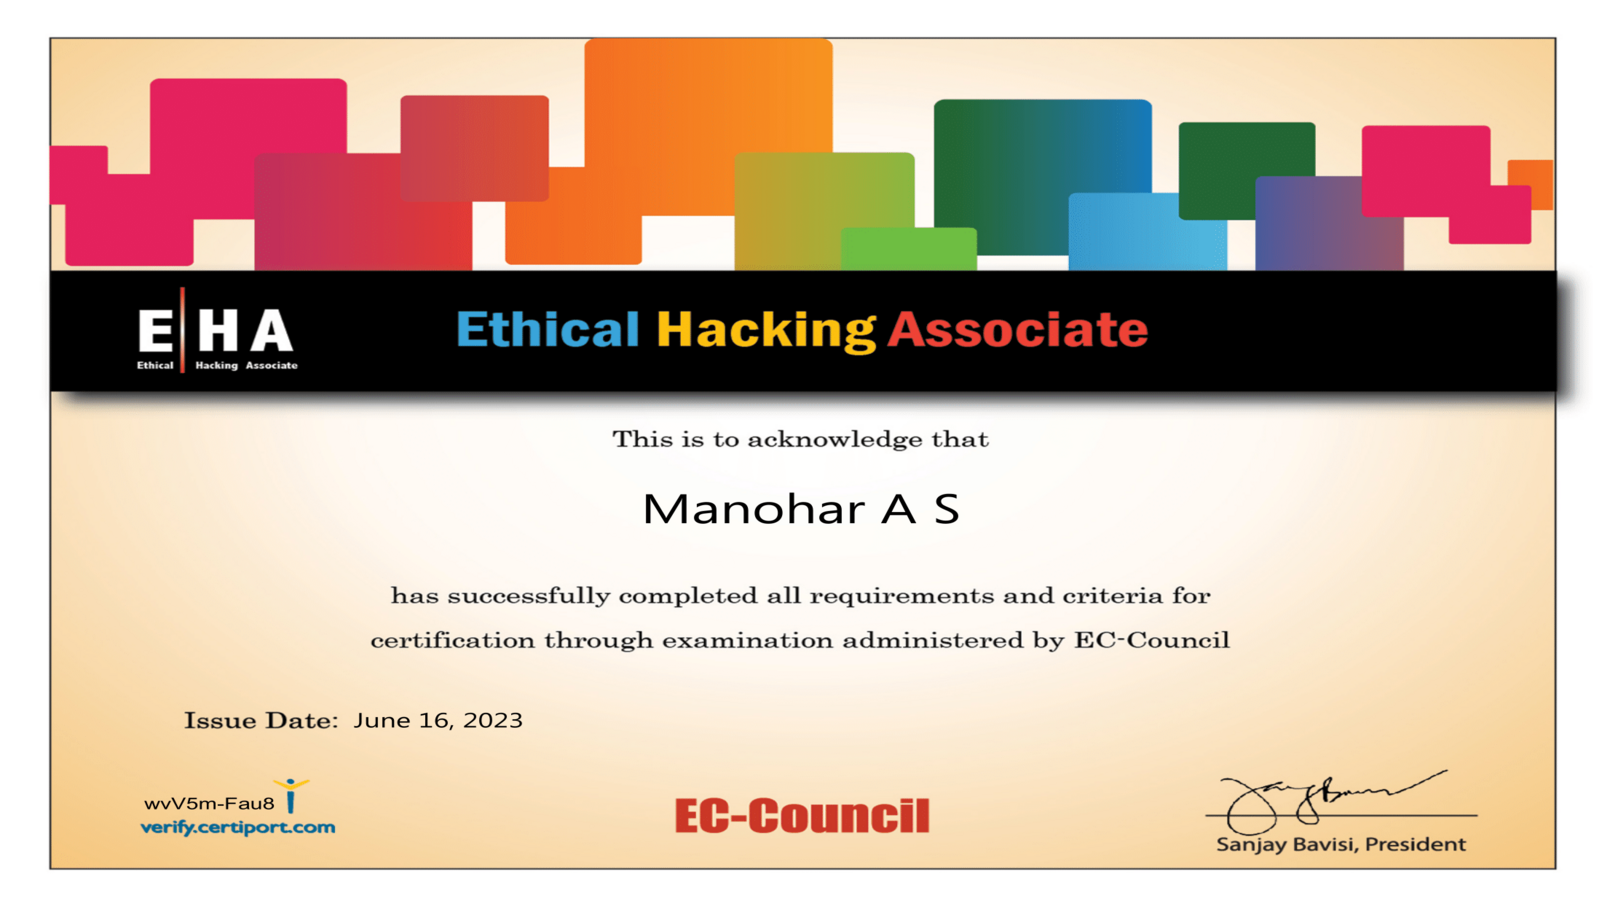 E|HA
Ethical Hacking Associate
Ethical Hacking Associate
This is to acknowledge that
Manohar A S
has successfully completed all requirements and criteria for
certification through examination administered by EC-Council
Issue Date: June 16, 2023
wvV5m-Fau8
verify.certiport.com
EC-Council
Sanjay Bavisi, President